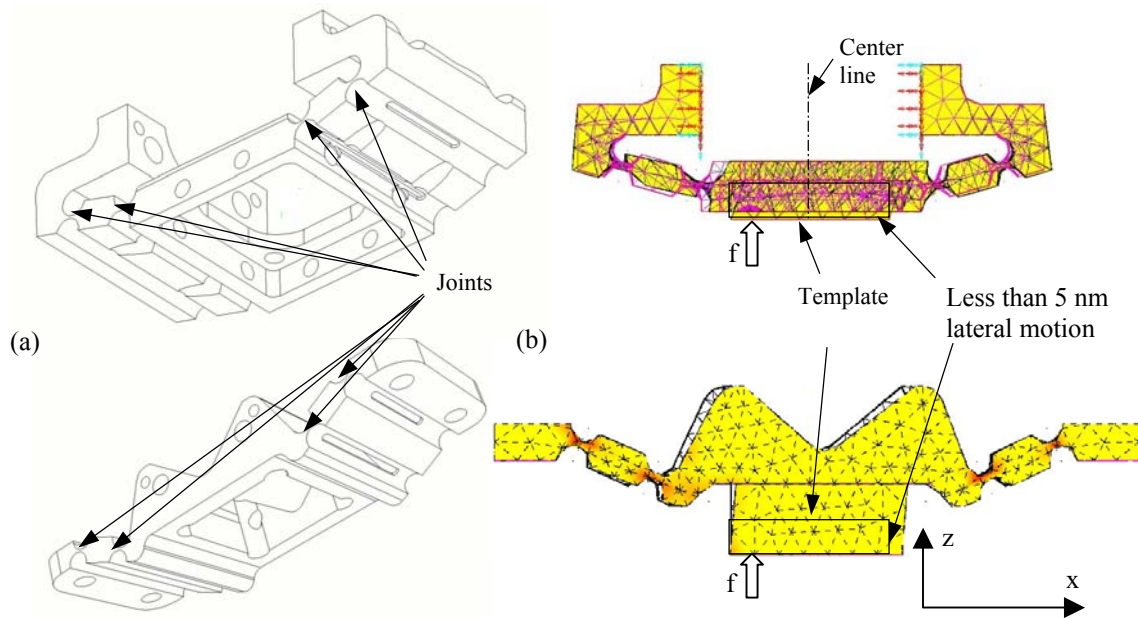 (a)
Joints
(b)
Center
line
f
Template
Less than 5 nm
lateral motion
f
z
x